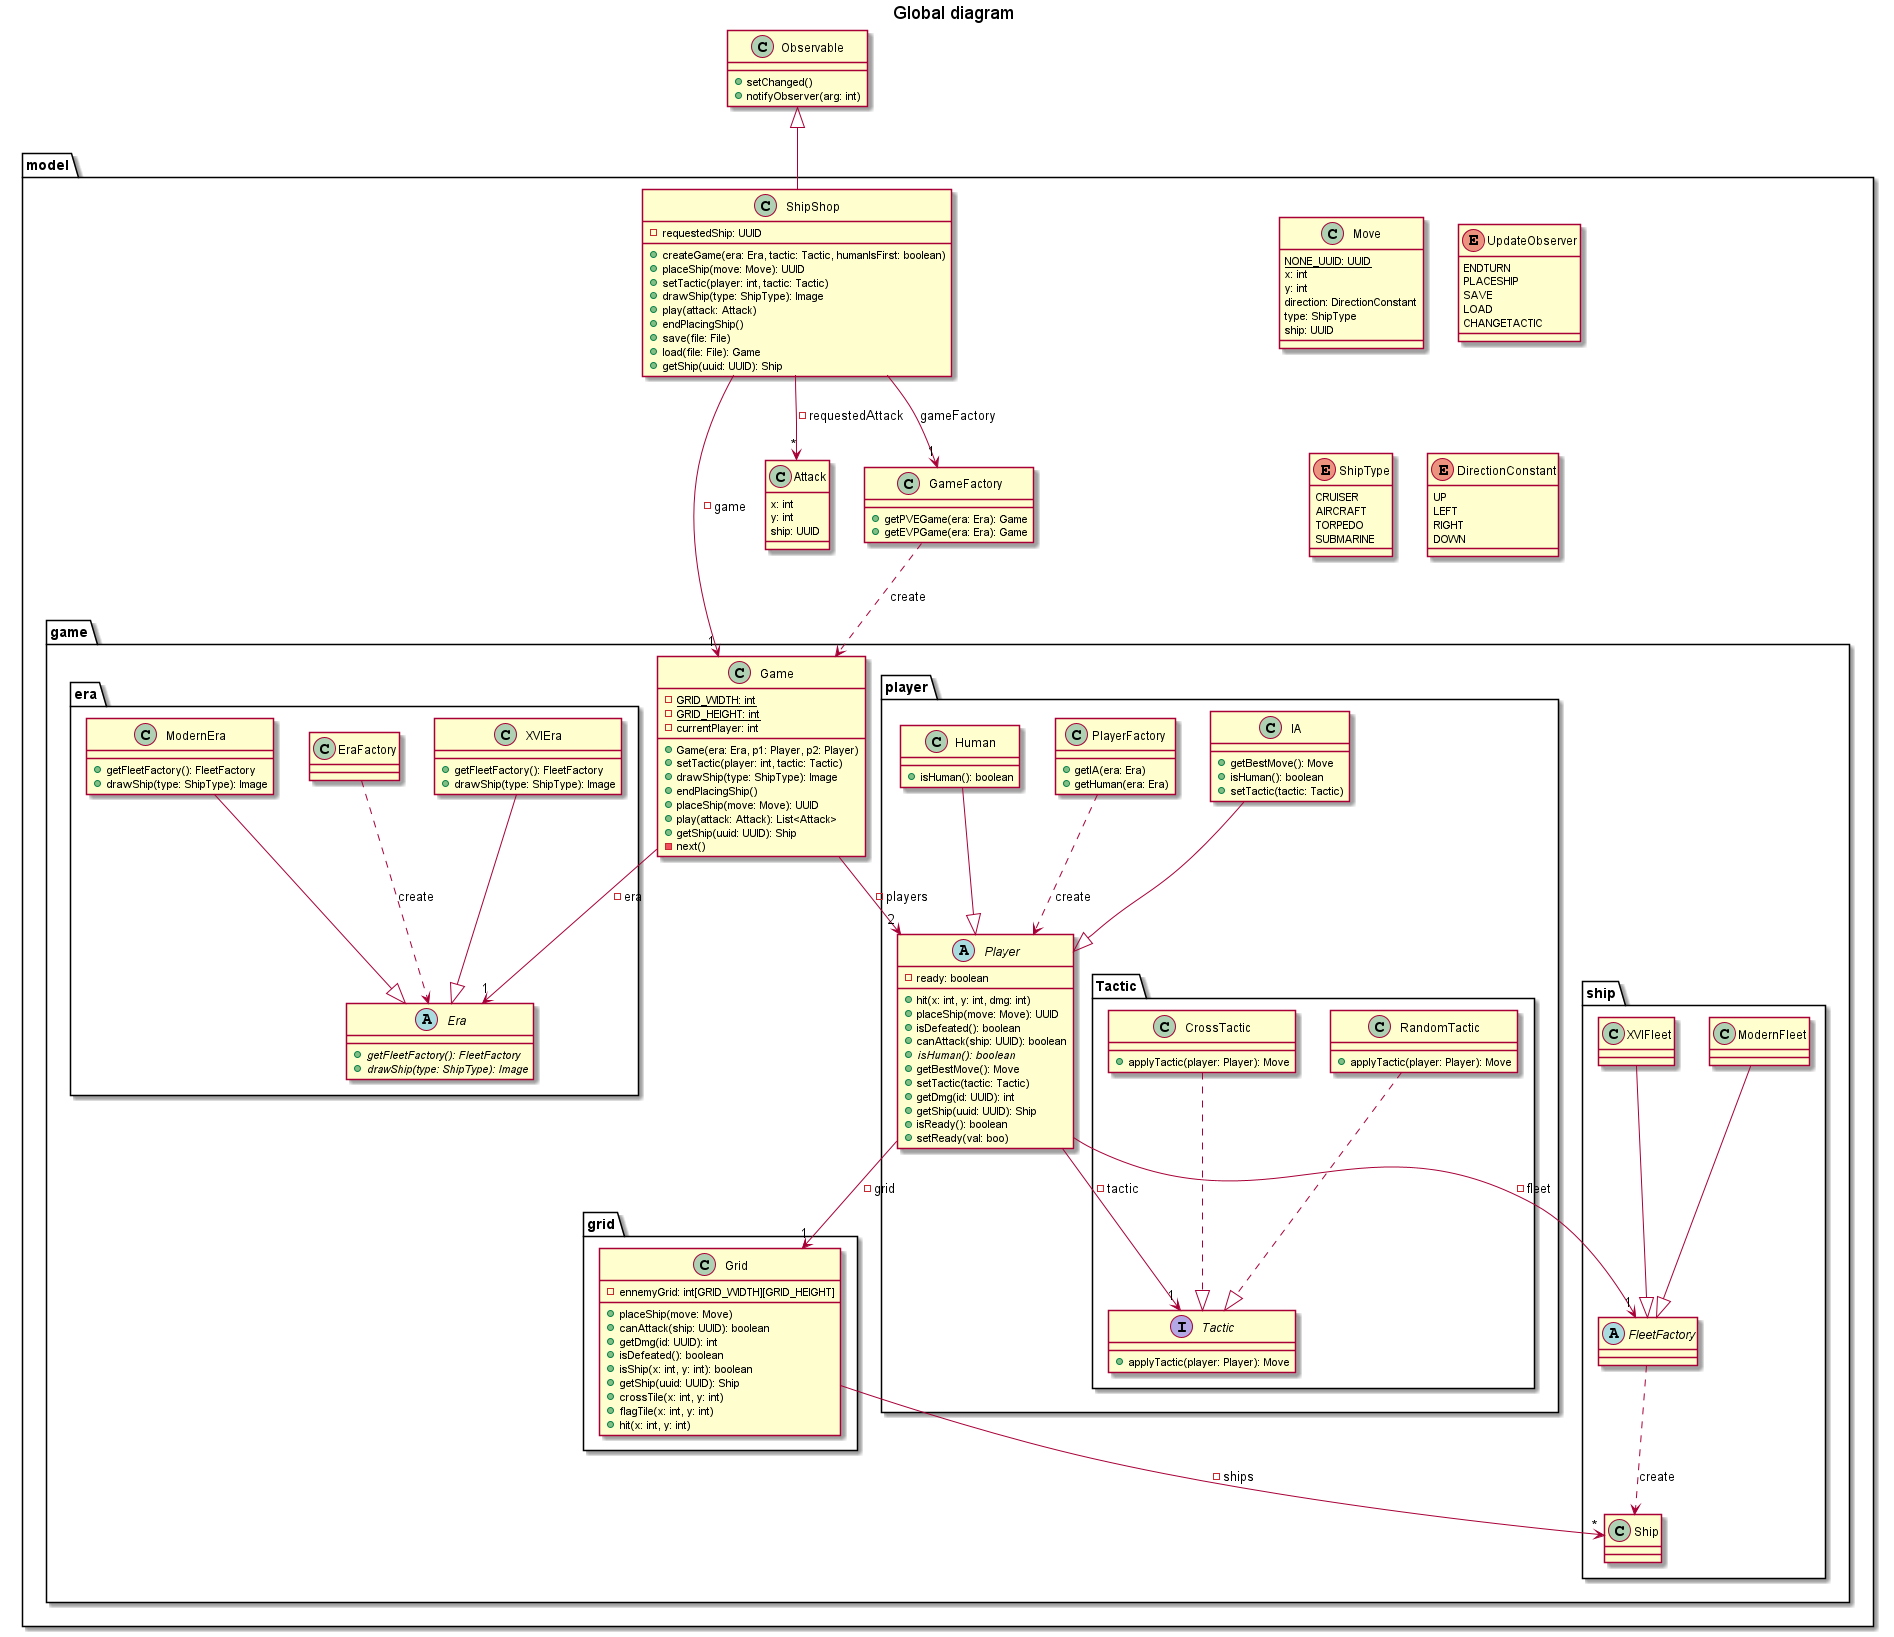 Global diagram
C Observable
setChanged()
notifyObserver(arg: int)
model
C ShipShop
requestedShip: UUID
createGame(era: Era, tactic: Tactic, humanIsFirst: boolean)
placeShip(move: Move): UUID
setTactic(player: int, tactic: Tactic)
drawShip(type: ShipType): Image
play(attack: Attack)
endPlacingShip()
save(file: File)
load(file: File): Game
getShip(uuid: UUID): Ship
C Move
NONE_UUID: UUID
x: int
y: int
direction: DirectionConstant
type: ShipType
ship: UUID
E UpdateObserver
ENDTURN
PLACESHIP
SAVE
LOAD
CHANGETACTIC
requestedAttack
*
gameFactory
1
game
1
C Attack
x: int
y: int
ship: UUID
C GameFactory
getPVEGame(era: Era): Game
getEVPGame(era: Era): Game
create
E ShipType
CRUISER
AIRCRAFT
TORPEDO
SUBMARINE
E DirectionConstant
UP
LEFT
RIGHT
DOWN
game
C Game
GRID_WIDTH: int
GRID_HEIGHT: int
currentPlayer: int
Game(era: Era, p1: Player, p2: Player)
setTactic(player: int, tactic: Tactic)
drawShip(type: ShipType): Image
endPlacingShip()
placeShip(move: Move): UUID
play(attack: Attack): List<Attack>
getShip(uuid: UUID): Ship
next()
era
C ModernEra
getFleetFactory(): FleetFactory
drawShip(type: ShipType): Image
C EraFactory
C XVIEra
getFleetFactory(): FleetFactory
drawShip(type: ShipType): Image
create
era
1
A Era
getFleetFactory(): FleetFactory
drawShip(type: ShipType): Image
player
C Human
isHuman(): boolean
C PlayerFactory
getIA(era: Era)
getHuman(era: Era)
C IA
getBestMove(): Move
isHuman(): boolean
setTactic(tactic: Tactic)
players
2
create
A Player
ready: boolean
hit(x: int, y: int, dmg: int)
placeShip(move: Move): UUID
isDefeated(): boolean
canAttack(ship: UUID): boolean
isHuman(): boolean
getBestMove(): Move
setTactic(tactic: Tactic)
getDmg(id: UUID): int
getShip(uuid: UUID): Ship
isReady(): boolean
setReady(val: boo)
Tactic
C CrossTactic
applyTactic(player: Player): Move
C RandomTactic
applyTactic(player: Player): Move
tactic
1
I Tactic
applyTactic(player: Player): Move
ship
C XVIFleet
C ModernFleet
fleet
1
A FleetFactory
create
*
C Ship
grid
1
grid
C Grid
ennemyGrid: int[GRID_WIDTH][GRID_HEIGHT]
placeShip(move: Move)
canAttack(ship: UUID): boolean
getDmg(id: UUID): int
isDefeated(): boolean
isShip(x: int, y: int): boolean
getShip(uuid: UUID): Ship
crossTile(x: int, y: int)
flagTile(x: int, y: int)
hit(x: int, y: int)
ships